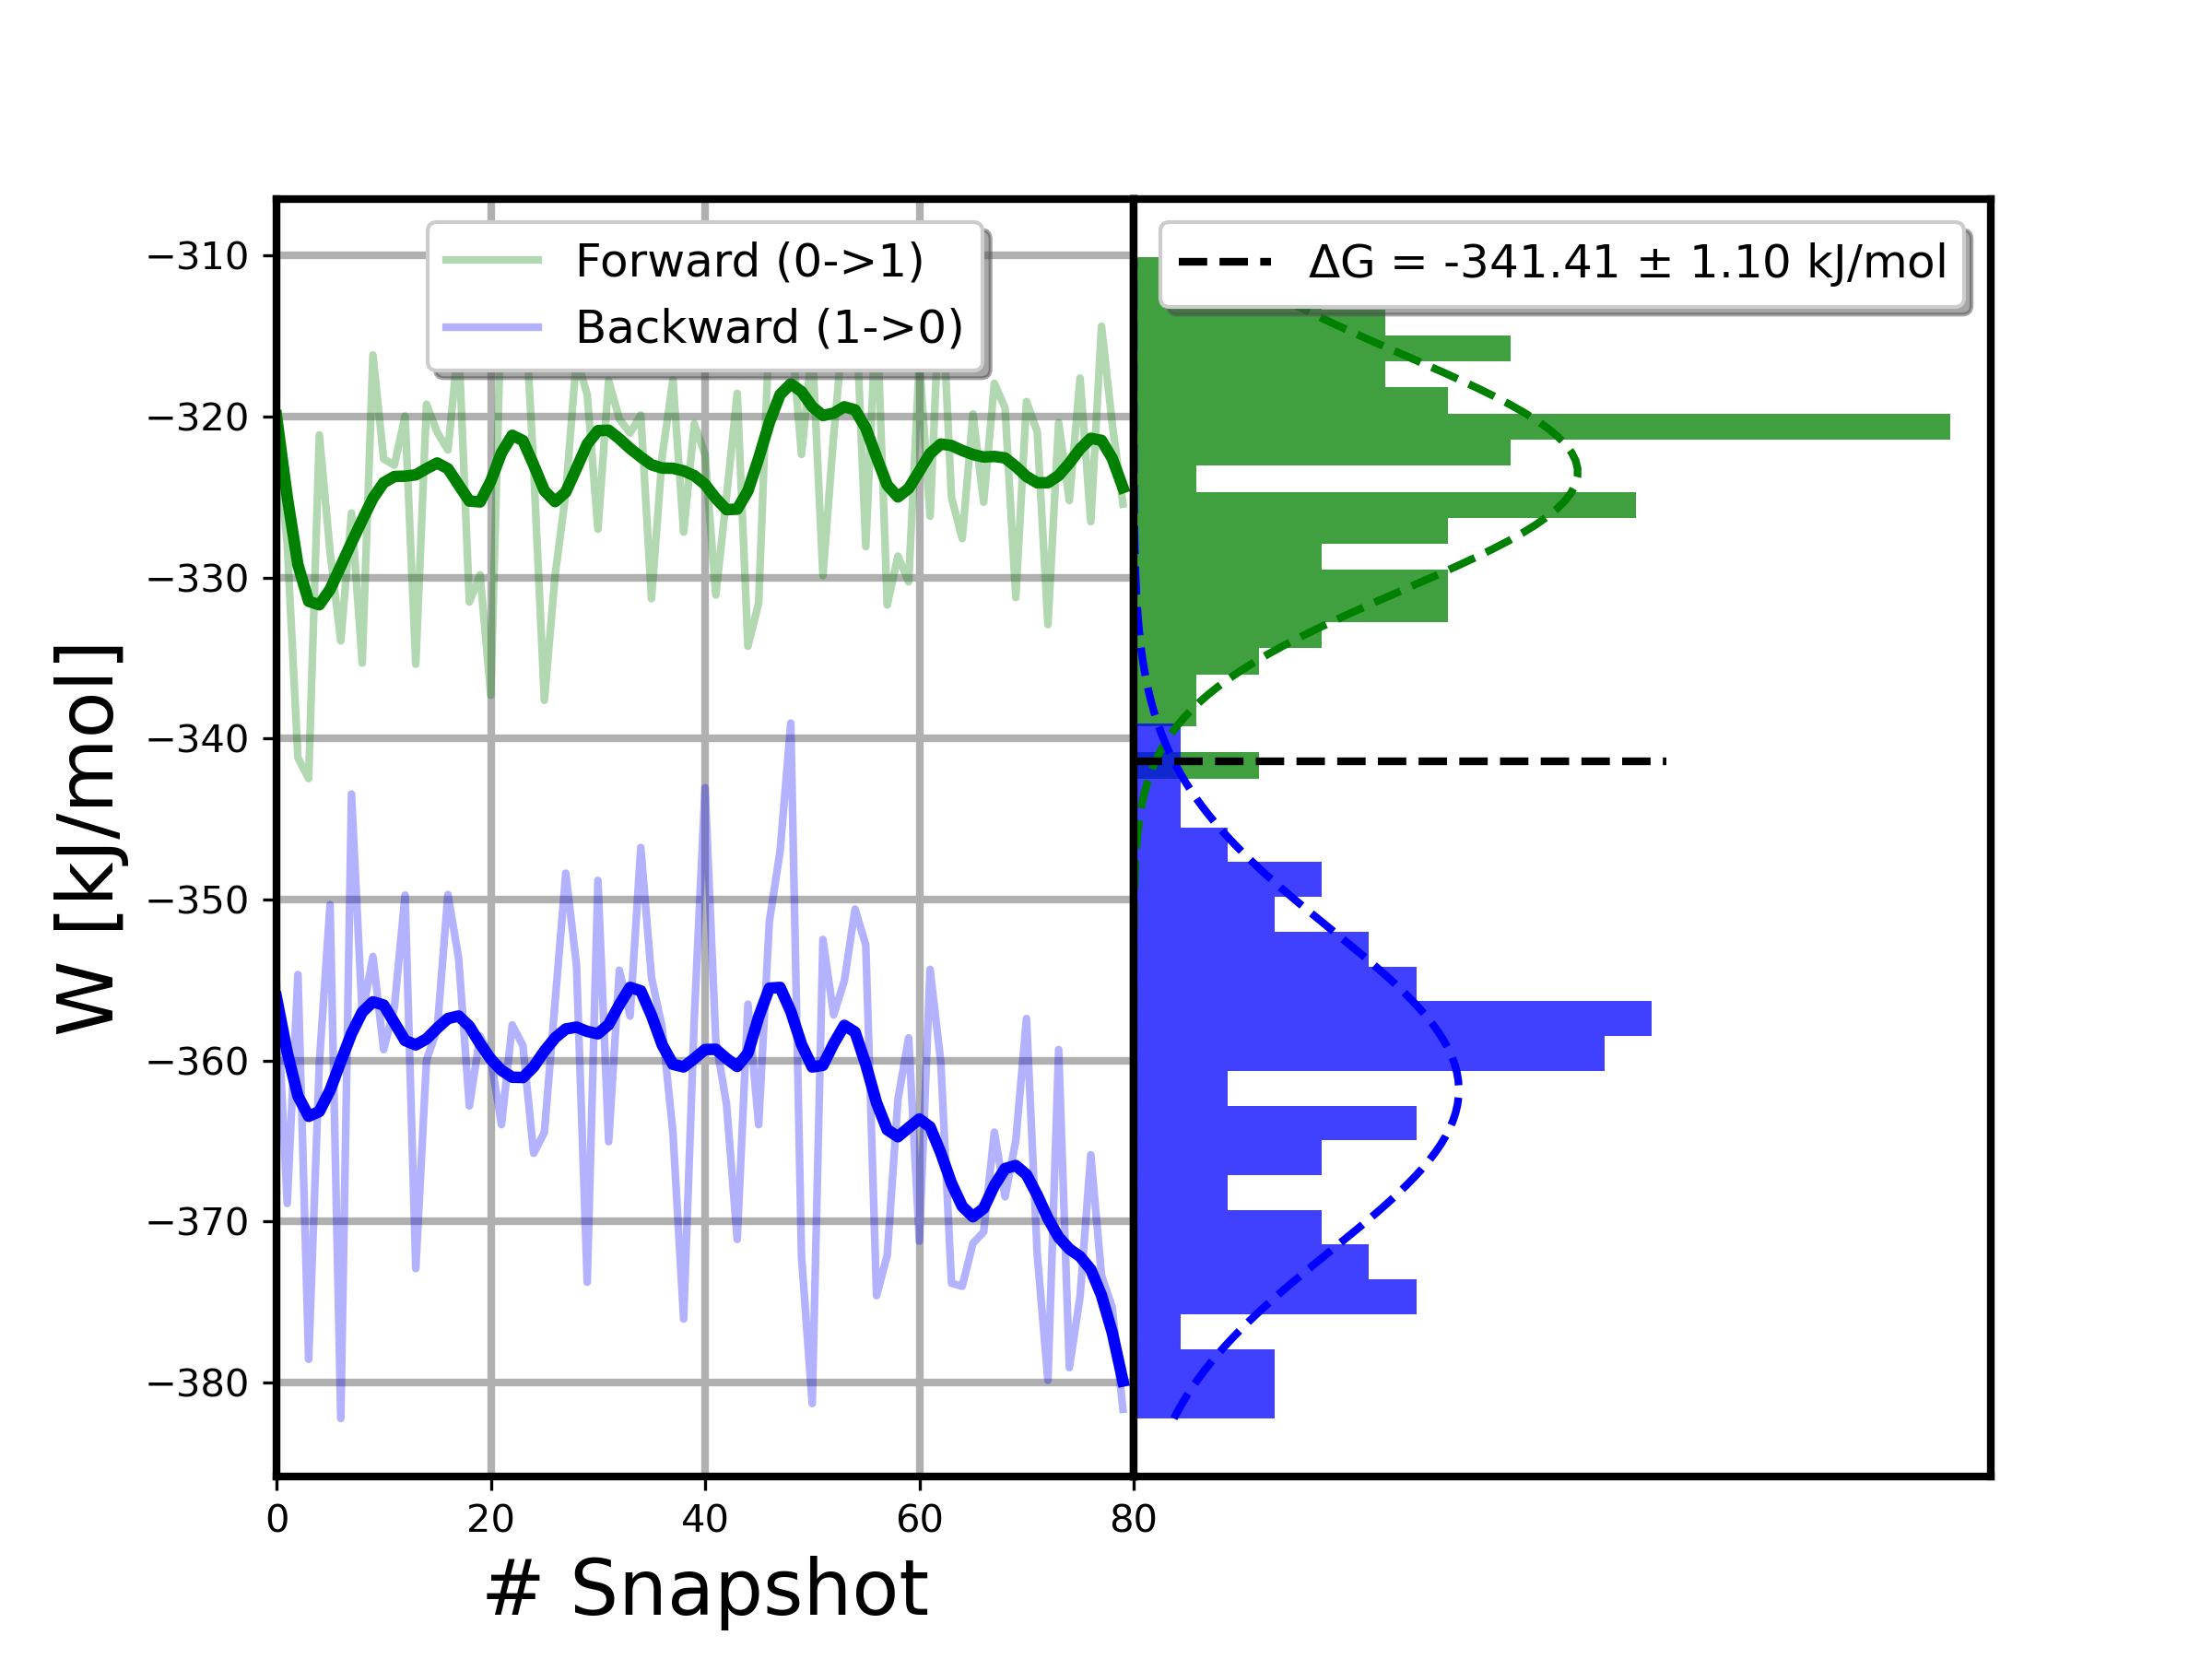 Forward (0->1)
Backward (1->0)
ΔG = -341.41 ± 1.10 kJ/mol
W [kJ/mol]
−310
−320
−330
−340
−350
−360
−370
−380
0 20 40 60 80
# Snapshot